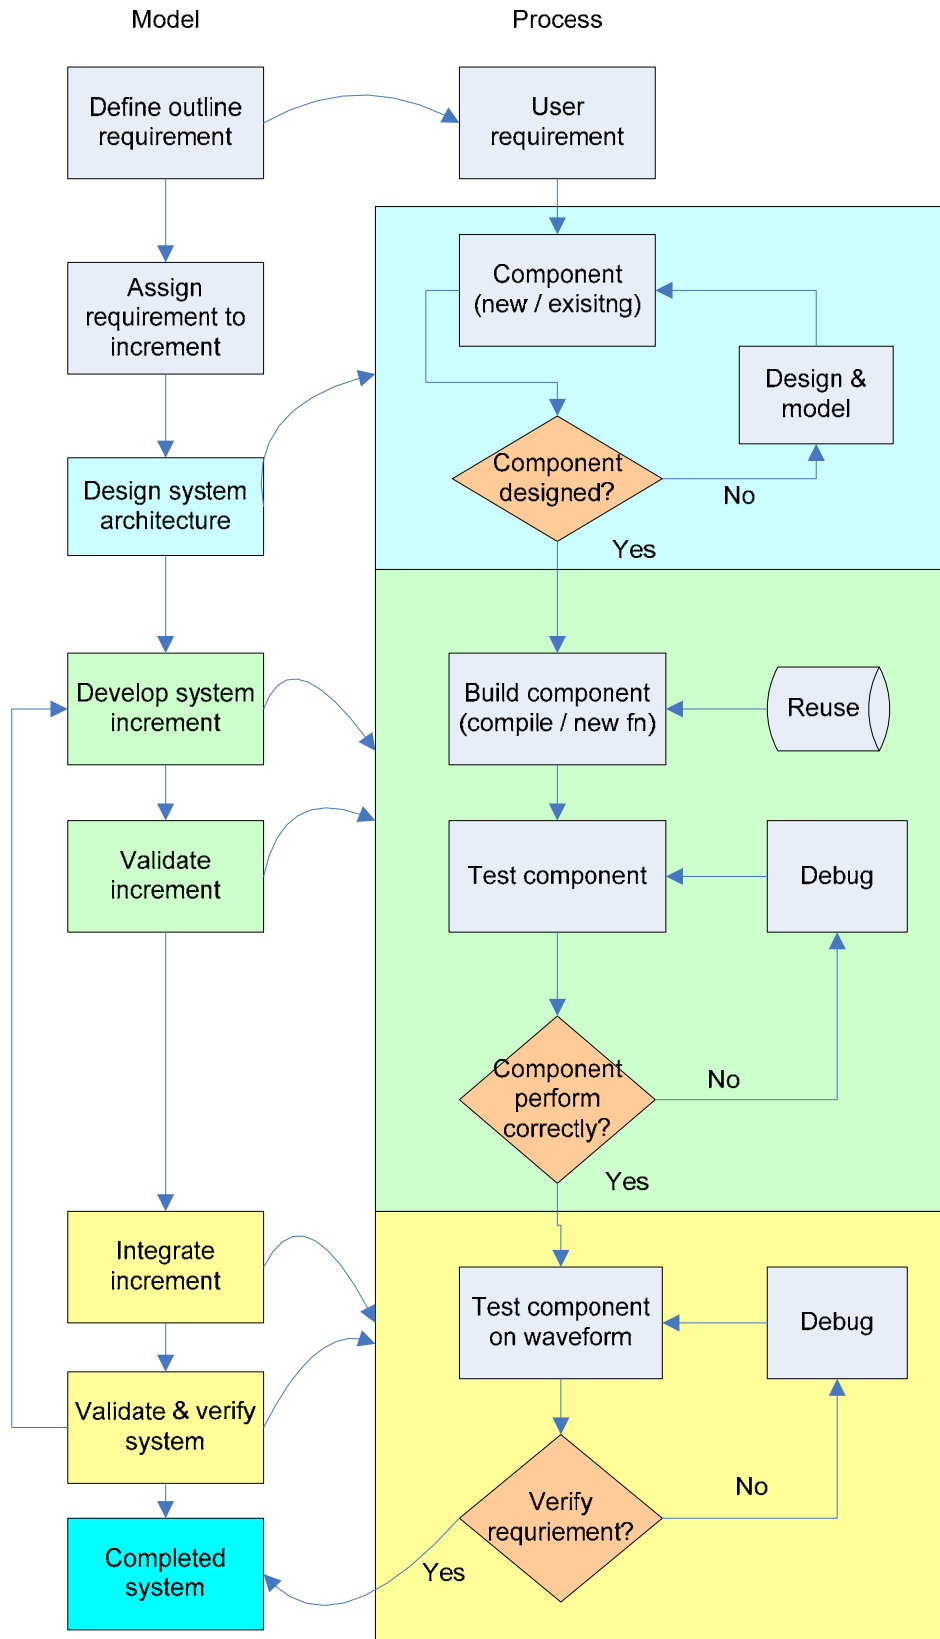 Model
Process
Define outline
requirement
User
requirement
Component
(new / exisitng)
Assign
requirement to
increment
Design &
model
Component
designed?
Design system
architecture
No
Yes
Develop system
increment
Build component
(compile / new fn)
Reuse
Validate
increment
Test component
Debug
Component
perform
correctly?
No
Yes
Integrate
increment
Test component
on waveform
Debug
Validate & verify
system
No
Verify
requriement?
Completed
system
Yes